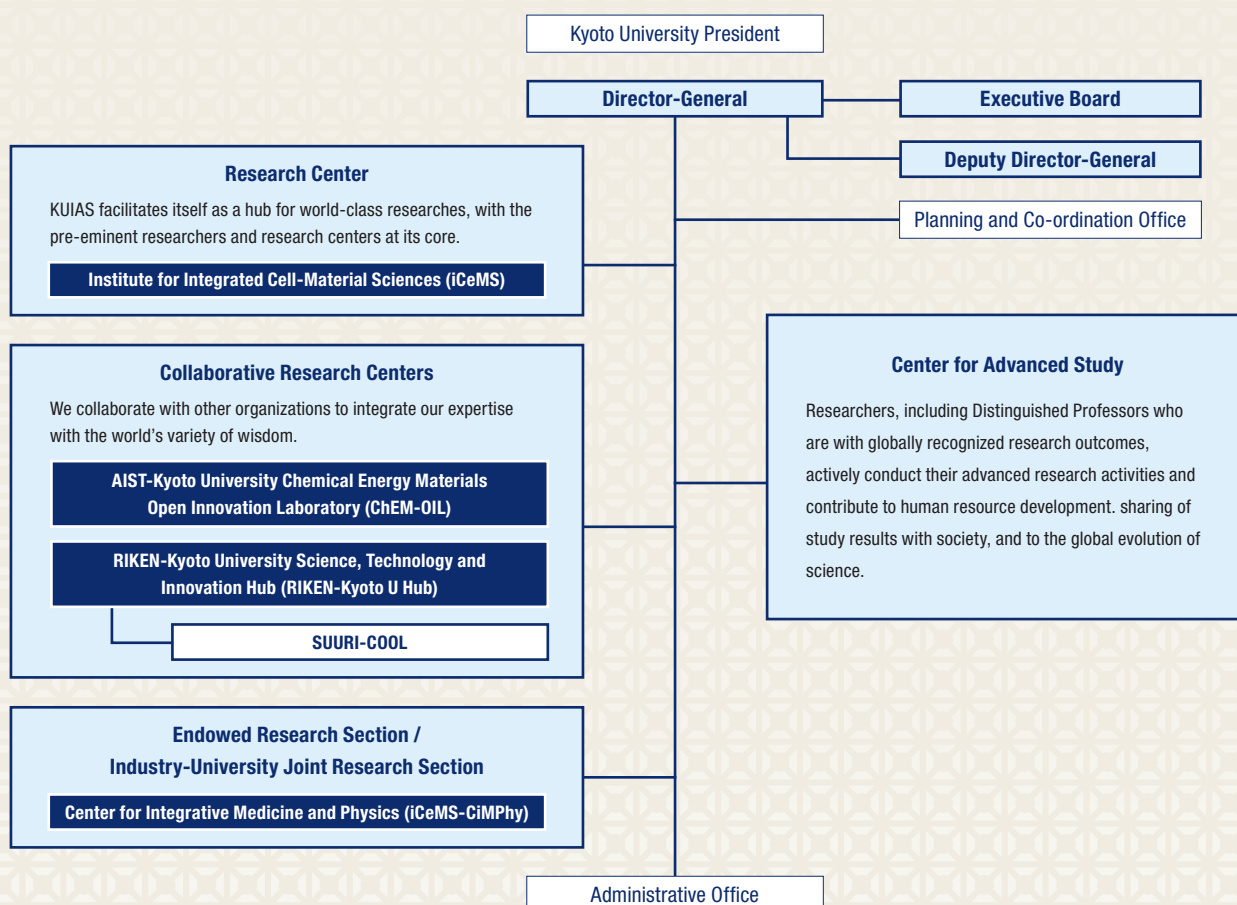 Kyoto University President
Director-General
Executive Board
Deputy Director-General
Planning and Co-ordination Office
Research Center
KUIAS facilitates itself as a hub for world-class researches, with the
pre-eminent researchers and research centers at its core.
Institute for Integrated Cell-Material Sciences (iCeMS)
Collaborative Research Centers
We collaborate with other organizations to integrate our expertise
with the world’s variety of wisdom.
AIST-Kyoto University Chemical Energy Materials
Open Innovation Laboratory (ChEM-OIL)
RIKEN-Kyoto University Science, Technology and
Innovation Hub (RIKEN-Kyoto U Hub)
SUURI-COOL
Center for Advanced Study
Researchers, including Distinguished Professors who
are with globally recognized research outcomes,
actively conduct their advanced research activities and
contribute to human resource development. sharing of
study results with society, and to the global evolution of
science.
Endowed Research Section /
Industry-University Joint Research Section
Center for Integrative Medicine and Physics (iCeMS-CiMPhy)
Administrative Office